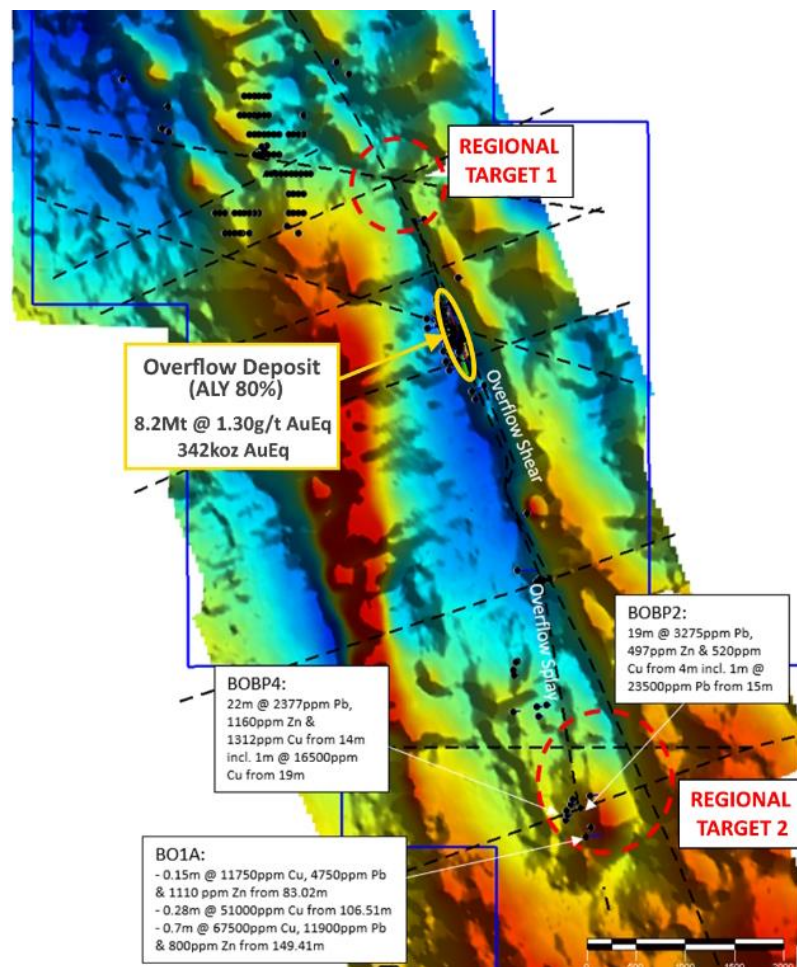 REGIONAL
TARGET 1
Overflow Deposit
(ALY 80%)
8.2Mt @ 1.30g/t AuEq
342koz AuEq
Overflow Shear
Overflow Splay
BOBP2:
19m @ 3275ppm Pb,
497ppm Zn & 520ppm
Cu from 4m incl. 1m @
23500ppm Pb from 15m
BOBP4:
22m @ 2377ppm Pb,
1160ppm Zn &
1312ppm Cu from 14m
incl. 1m @ 16500ppm
Cu from 19m
REGIONAL
TARGET 2
BO1A:
- 0.15m @ 11750ppm Cu, 4750ppm Pb
& 1110 ppm Zn from 83.02m
- 0.28m @ 51000ppm Cu from 106.51m
- 0.7m @ 67500ppm Cu, 11900ppm Pb
& 800ppm Zn from 149.41m